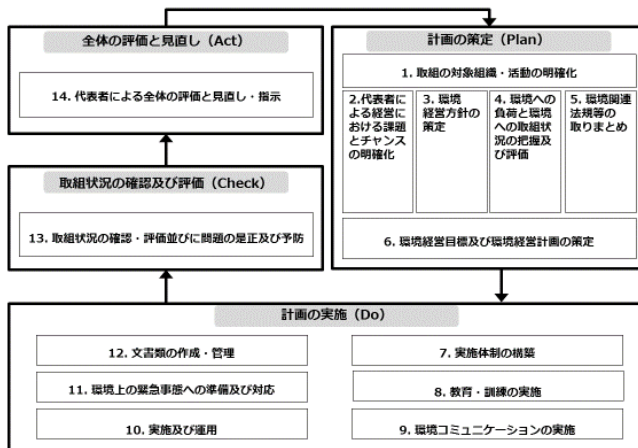 全体の評価と見直し（Act）
14. 代表者による全体の評価と見直し・指示
計画の策定（Plan）
1. 取組の対象組織・活動の明確化
2.代表者に
よる経営に
おける課題
とチャンス
の明確化
3. 環境
経営方針の
策定
4. 環境への
負荷と環境
への取組状
況の把握及
び評価
5. 環境関連
法規等の
取りまとめ
6. 環境経営目標及び環境経営計画の策定
取組状況の確認及び評価（Check）
13. 取組状況の確認・評価並びに問題の是正及び予防
計画の実施（Do）
12. 文書類の作成・管理
11. 環境上の緊急事態への準備及び対応
10. 実施及び運用
7. 実施体制の構築
8. 教育・訓練の実施
9. 環境コミュニケーションの実施